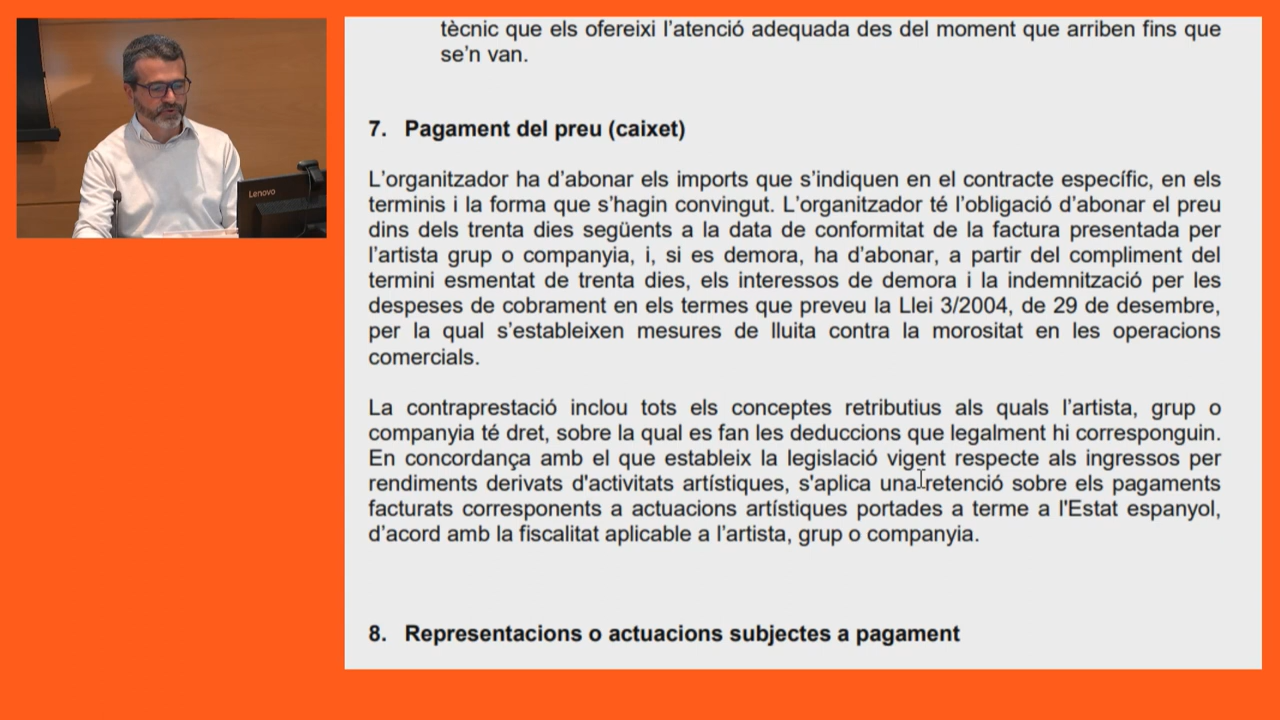 Lenovo
tècnic que els ofereixi l’atenció adequada des del moment que arriben fins que
se’n van.
7. Pagament del preu (caixet)
L’organitzador ha d’abonar els imports que s’indiquen en el contracte específic, en els
terminis i la forma que s’hagin convingut. L’organitzador té l’obligació d’abonar el preu
dins dels trenta dies següents a la data de conformitat de la factura presentada per
l’artista grup o companyia, i, si es demora, ha d’abonar, a partir del compliment del
termini esmentat de trenta dies, els interessos de demora i la indemnització per les
despeses de cobrament en els termes que preveu la Llei 3/2004, de 29 de desembre,
per la qual s’estableixen mesures de lluita contra la morositat en les operacions
comercials.
La contraprestació inclou tots els conceptes retributius als quals l’artista, grup o
companyia té dret, sobre la qual es fan les deduccions que legalment hi corresponguin.
En concordança amb el que estableix la legislació vigent respecte als ingressos per
rendiments derivats d'activitats artístiques, s'aplica una retenció sobre els pagaments
facturats corresponents a actuacions artístiques portades a terme a l'Estat espanyol,
d’acord amb la fiscalitat aplicable a l’artista, grup o companyia.
8. Representacions o actuacions subjectes a pagament